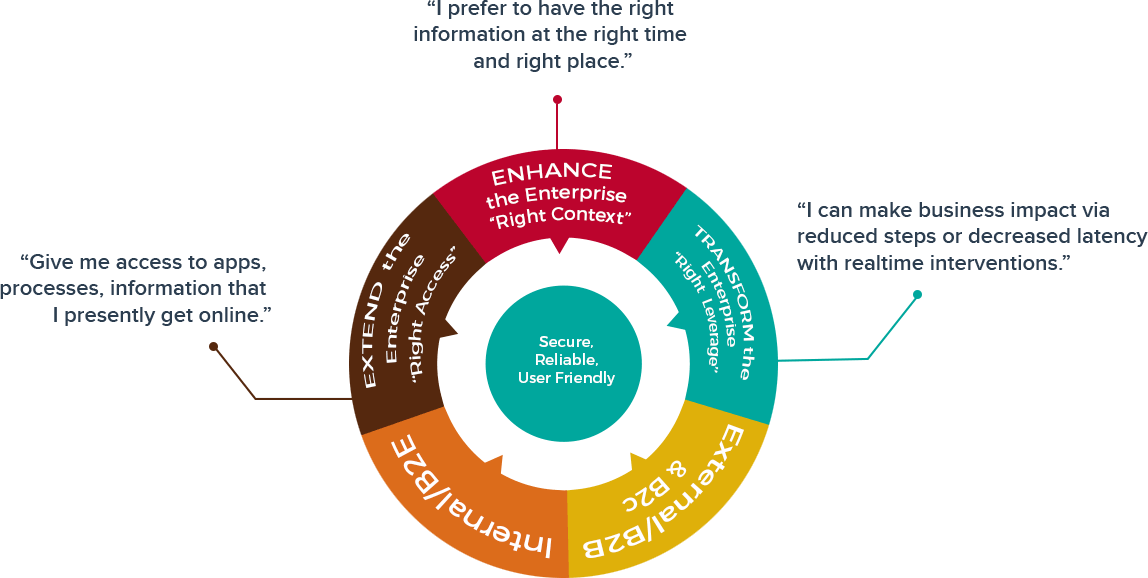 “I prefer to have the right
information at the right time
and right place.”
ENHANCE
the Enterprise
“Right Context”
“I can make business impact via
reduced steps or decreased latency
with realtime interventions.”
TRANSFORM the
Enterprise
“Right Leverage”
“Give me access to apps,
processes, information that
I presently get online.”
EXTEND the
Enterprise
“Right Access”
Secure,
Reliable,
User Friendly
Internal/B2E
External/B2B
& B2c